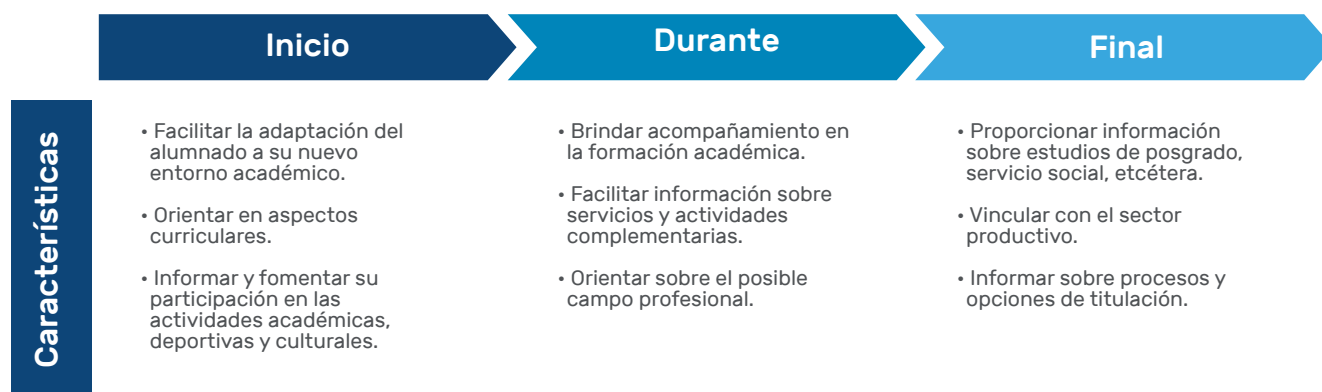 Inicio
Durante
Final
Características
• Facilitar la adaptación del
alumnado a su nuevo
entorno académico.
• Orientar en aspectos
curriculares.
• Informar y fomentar su
participación en las
actividades académicas,
deportivas y culturales.
• Brindar acompañamiento en
la formación académica.
• Facilitar información sobre
servicios y actividades
complementarias.
• Orientar sobre el posible
campo profesional.
• Proporcionar información
sobre estudios de posgrado,
servicio social, etcétera.
• Vincular con el sector
productivo.
• Informar sobre procesos y
opciones de titulación.